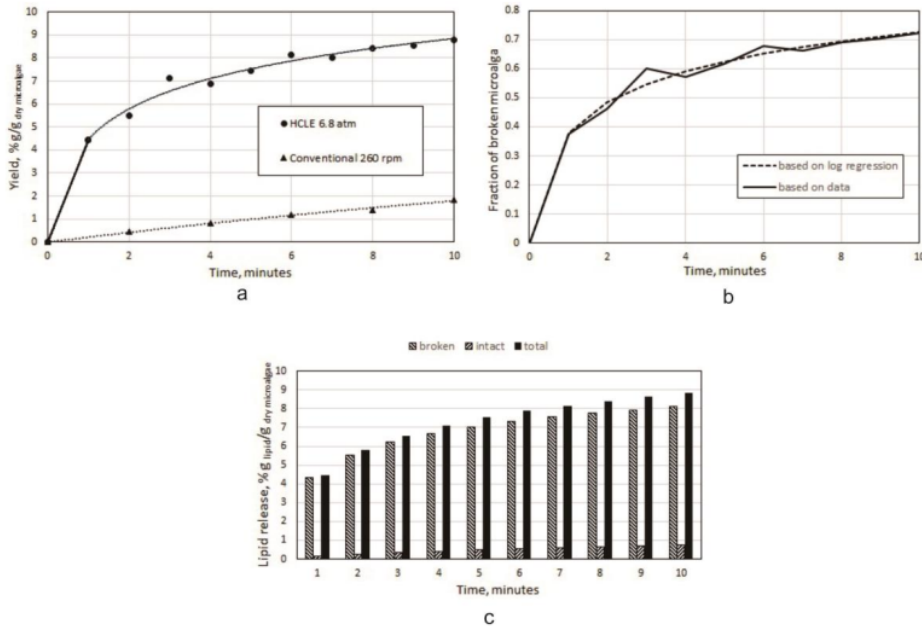 10
9
8
7
6
5
4
3
2
1
0
Yield, % g/g dry microalgae
HCLE 6.8 atm
Conventional 260 rpm
0 2 4 6 8 10
Time, minutes
a
0.8
0.7
0.6
0.5
0.4
0.3
0.2
0.1
0
Fraction of broken microalga
based on log regression
based on data
0 2 4 6 8 10
Time, minutes
b
broken intact total
10
9
8
7
6
5
4
3
2
1
0
Lipid release, % g lipid/g dry microalgae
1 2 3 4 5 6 7 8 9 10
Time, minutes
c